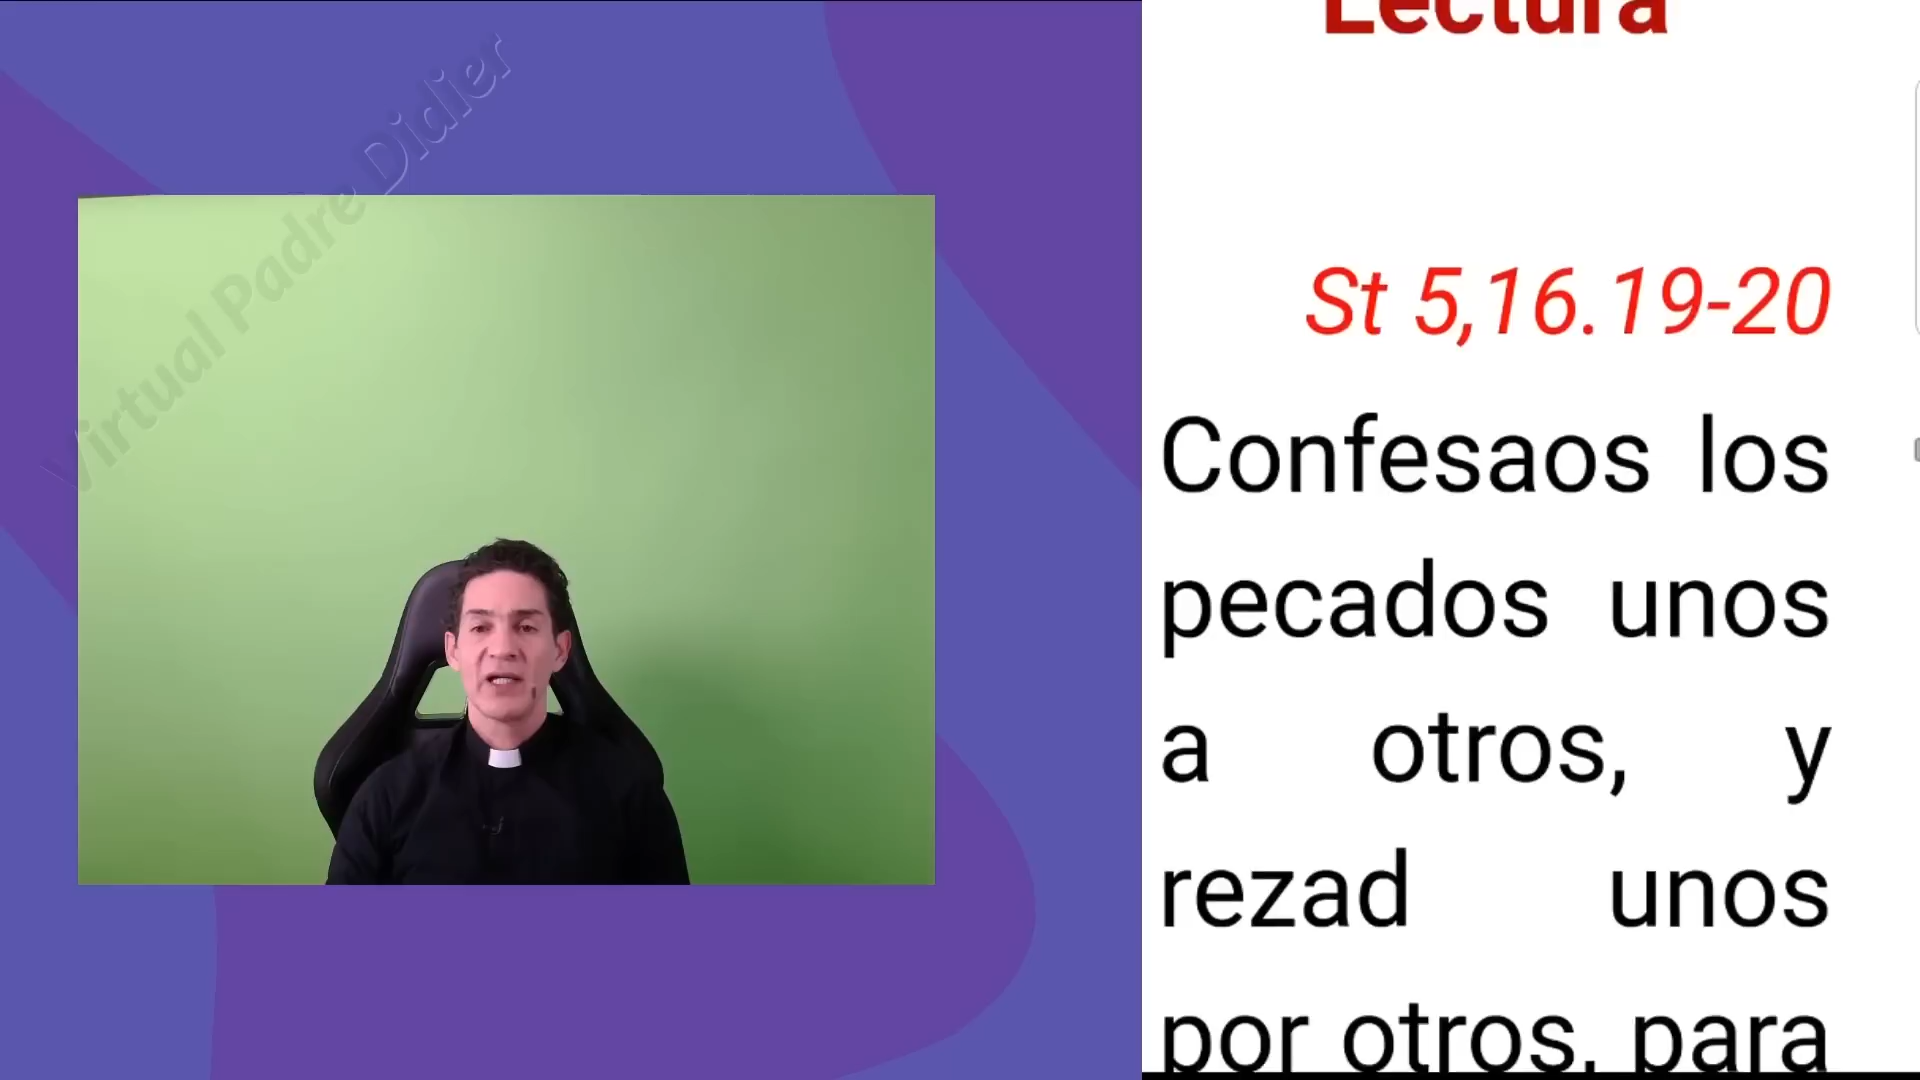 Virtual Padre Didier
Lectura
St 5,16.19-20
Confesaos los
pecados unos
a otros, y
rezad unos
por otros, para